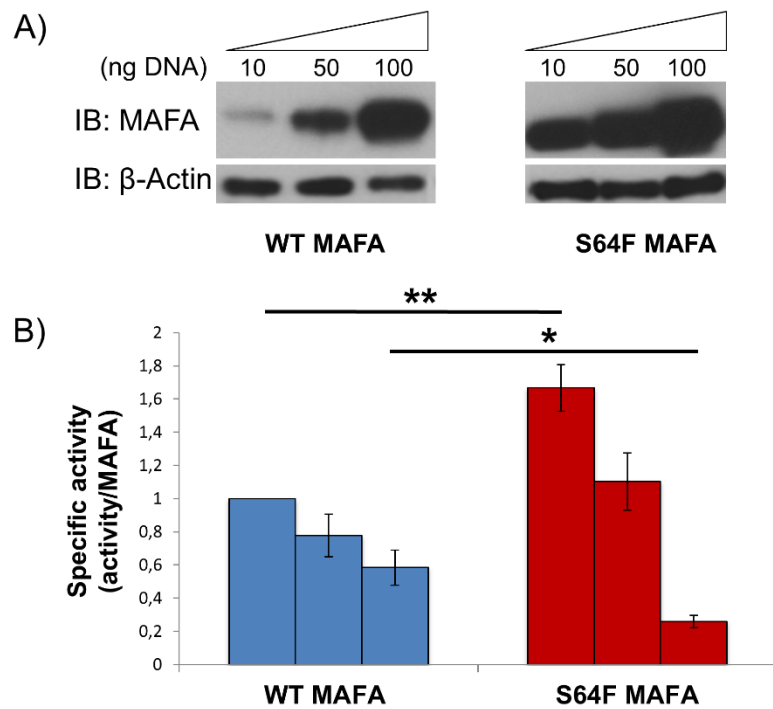 A)
(ng DNA) 10 50 100 10 50 100
IB: MAFA
IB: β-Actin
WT MAFA S64F MAFA
B)
**
*
Specific activity
(activity/MAFA)
2
1,8
1,6
1,4
1,2
1
0,8
0,6
0,4
0,2
0
WT MAFA S64F MAFA